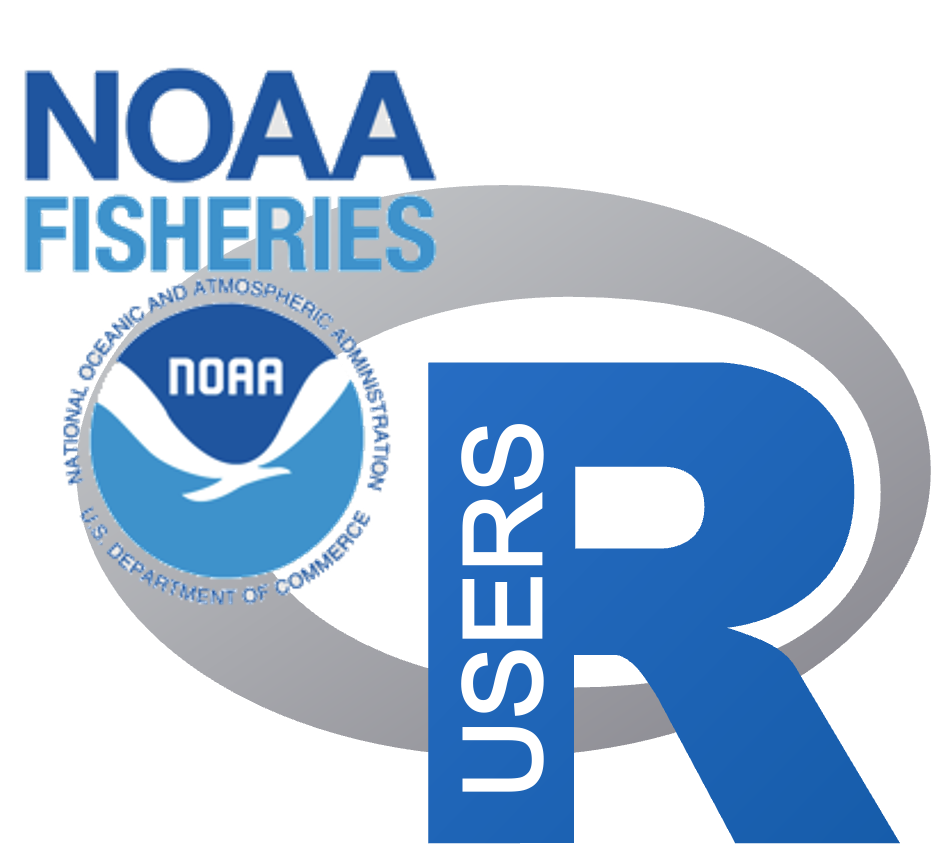 NOAA
FISHERIES
NATIONAL OCEANIC AND ATMOSPHERIC ADMINISTRATION
NOAA
U.S. DEPARTMENT OF COMMERCE
R
USERS